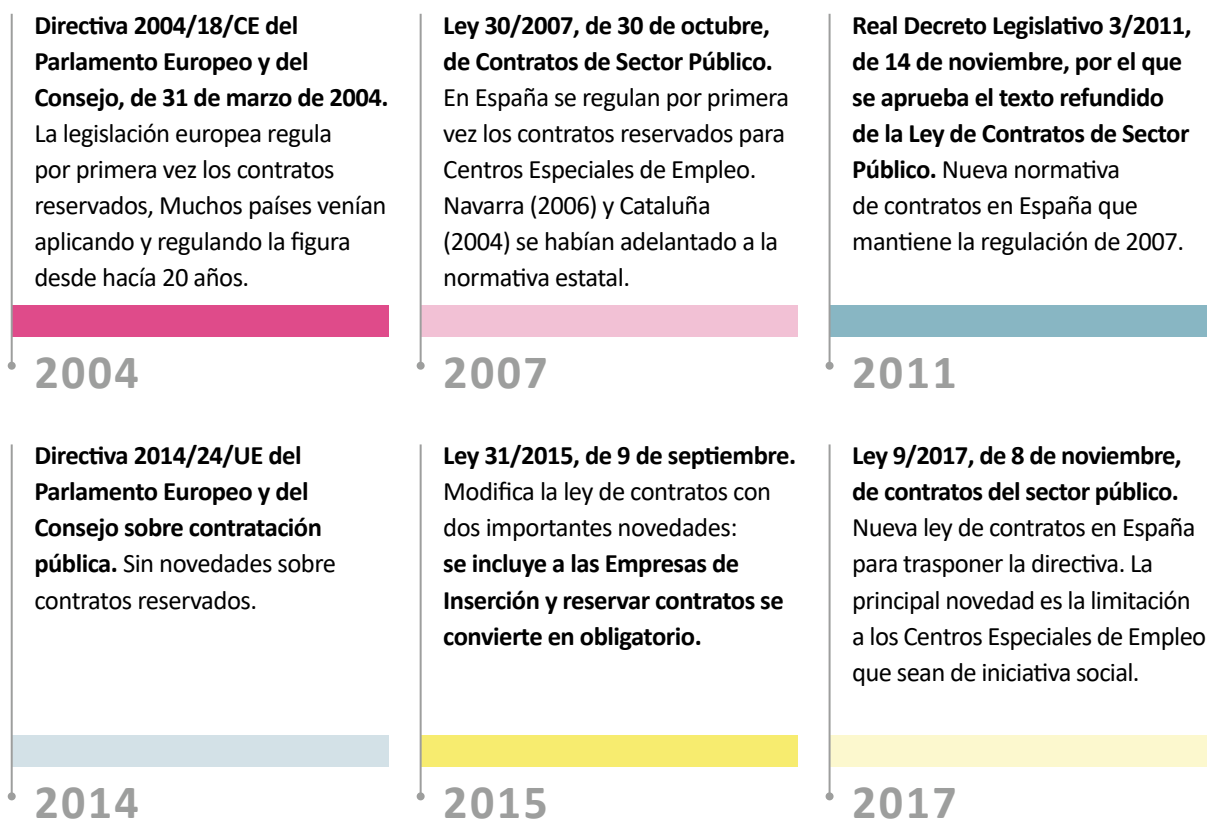 Directiva 2004/18/CE del
Parlamento Europeo y del
Consejo, de 31 de marzo de 2004.
La legislación europea regula
por primera vez los contratos
reservados, Muchos países venían
aplicando y regulando la figura
desde hacía 20 años.
2004
Ley 30/2007, de 30 de octubre,
de Contratos de Sector Público.
En España se regulan por primera
vez los contratos reservados para
Centros Especiales de Empleo.
Navarra (2006) y Cataluña
(2004) se habían adelantado a la
normativa estatal.
2007
Real Decreto Legislativo 3/2011,
de 14 de noviembre, por el que
se aprueba el texto refundido
de la Ley de Contratos de Sector
Público. Nueva normativa
de contratos en España que
mantiene la regulación de 2007.
2011
Directiva 2014/24/UE del
Parlamento Europeo y del
Consejo sobre contratación
pública. Sin novedades sobre
contratos reservados.
2014
Ley 31/2015, de 9 de septiembre.
Modifica la ley de contratos con
dos importantes novedades:
se incluye a las Empresas de
Inserción y reservar contratos se
convierte en obligatorio.
2015
Ley 9/2017, de 8 de noviembre,
de contratos del sector público.
Nueva ley de contratos en España
para trasponer la directiva. La
principal novedad es la limitación
a los Centros Especiales de Empleo
que sean de iniciativa social.
2017